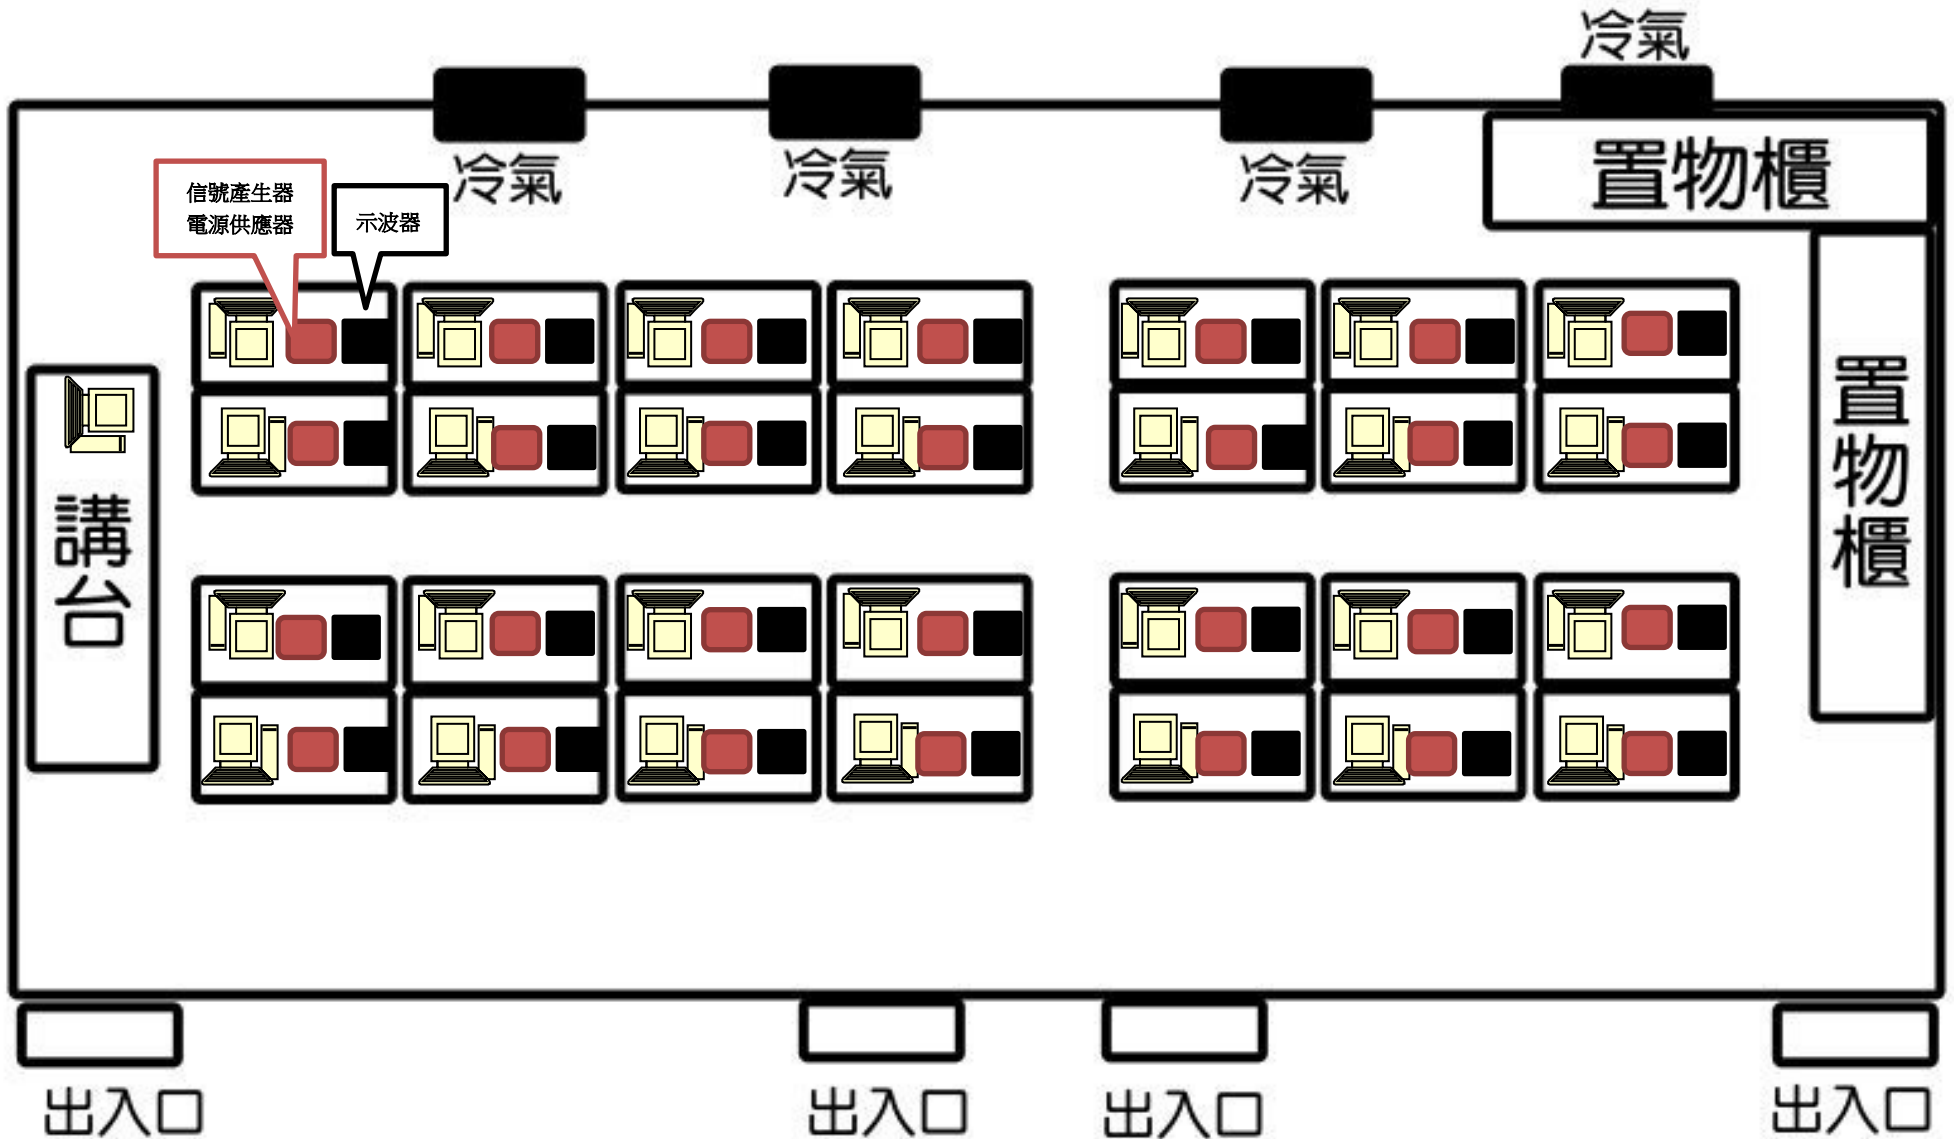 冷氣
冷氣
冷氣
冷氣
置物櫃
信號產生器
電源供應器
示波器
置物櫃
講台
出入口
出入口
出入口
出入口